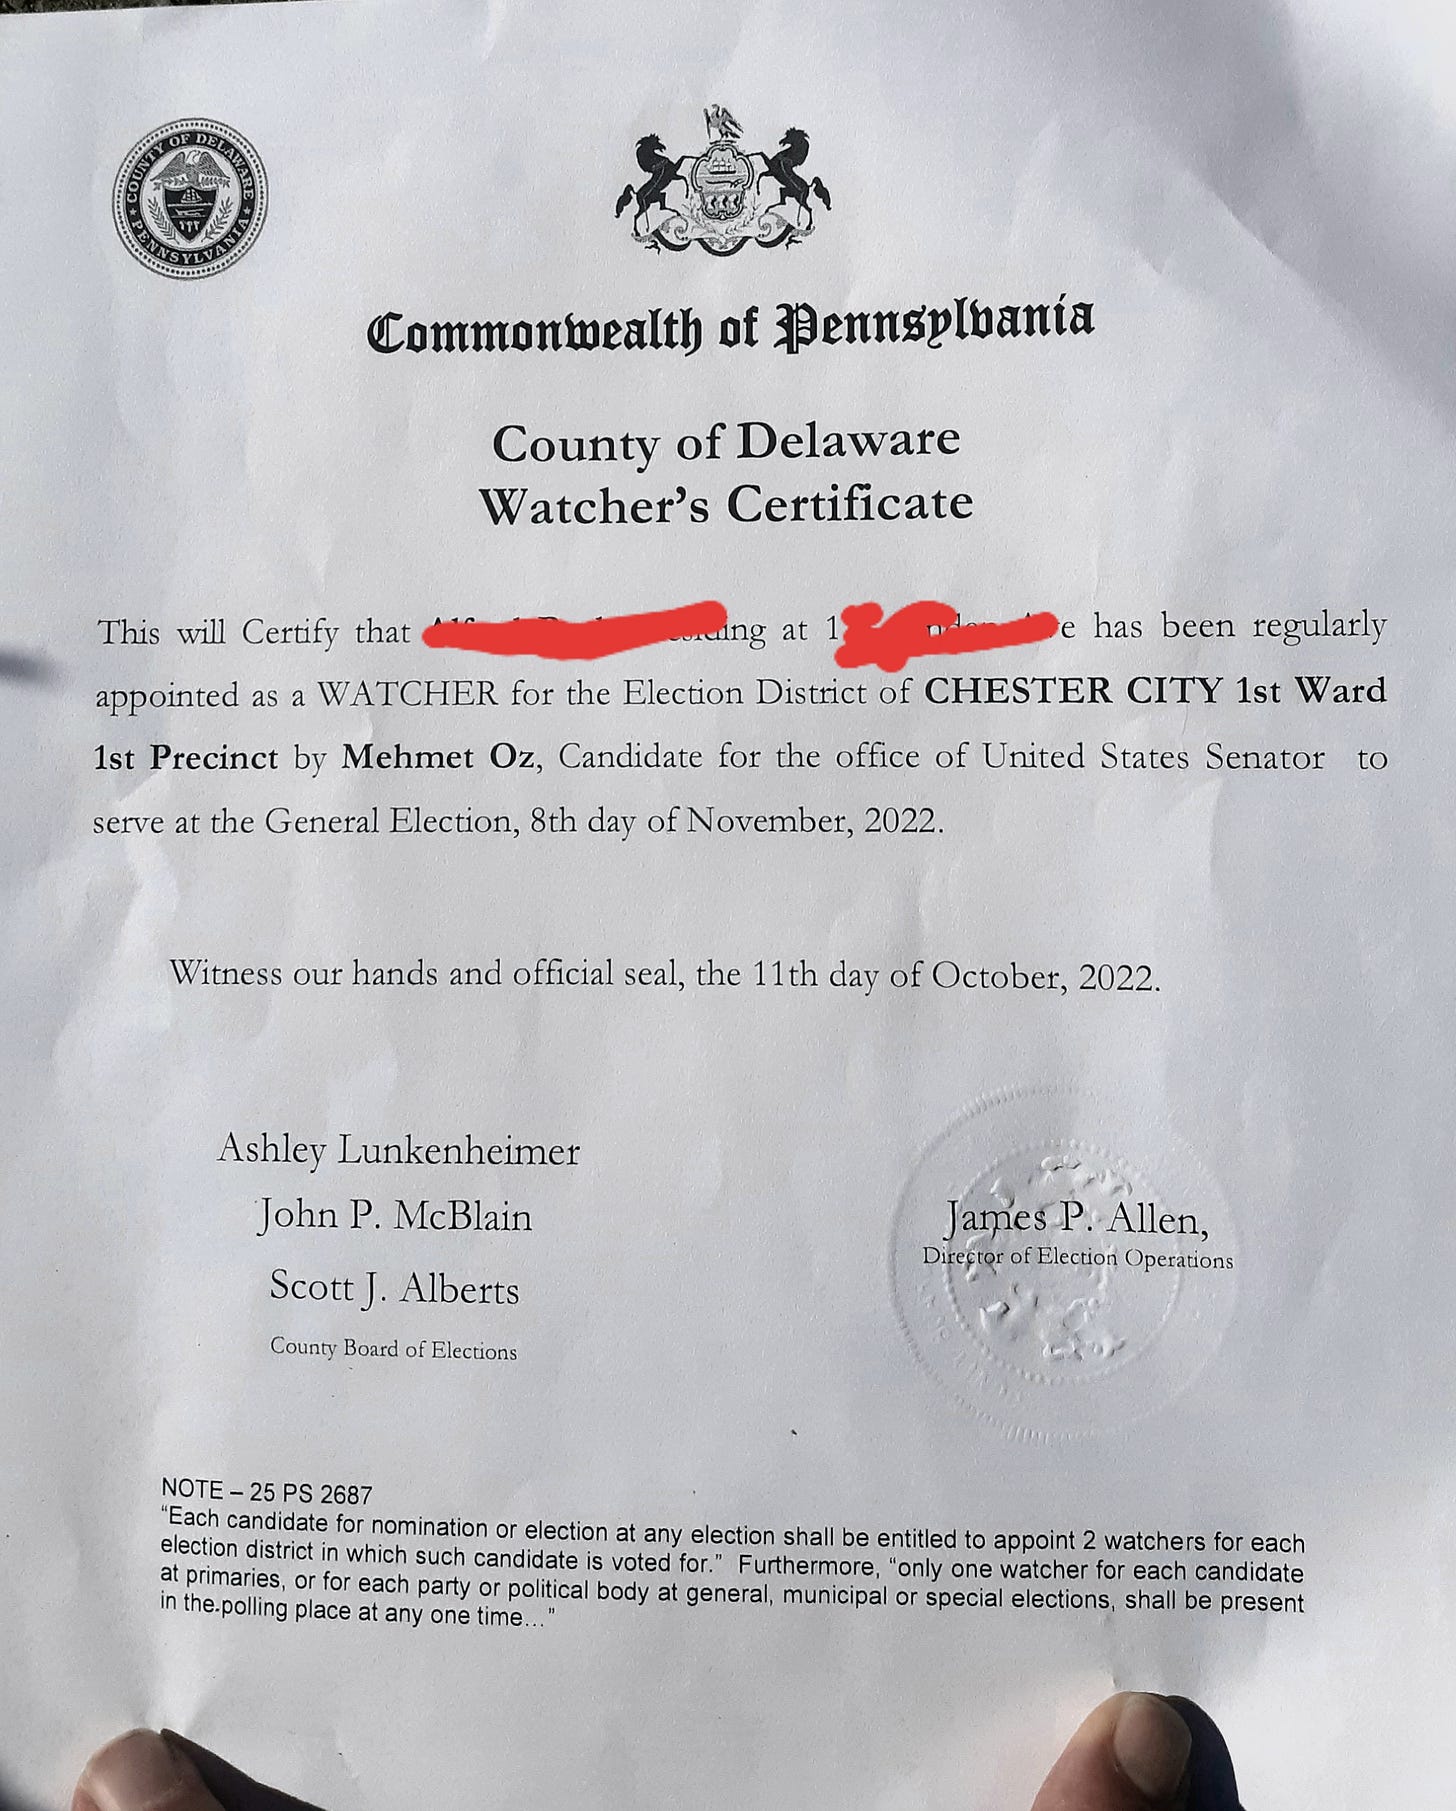 COUNTY OF DELAWARE
PENNSYLVANIA
Commonwealth of Pennsylvania
County of Delaware
Watcher's Certificate
This will Certify that at has been regularly
appointed as a WATCHER for the Election District of CHESTER CITY 1st Ward
1st Precinct by Mehmet Oz, Candidate for the office of United States Senator to
serve at the General Election, 8th day of November, 2022.
Witness our hands and official seal, the 11th day of October, 2022.
Ashley Lunkenheimer
John P. McBlain
James P. Allen,
Director of Election Operations
Scott J. Alberts
County Board of Elections
NOTE – 25 PS 2687
"Each candidate for nomination or election at any election shall be entitled to appoint 2 watchers for each
election district in which such candidate is voted for." Furthermore, "only one watcher for each candidate
at primaries, or for each party or political body at general, municipal or special elections, shall be present
in the polling place at any one time..."